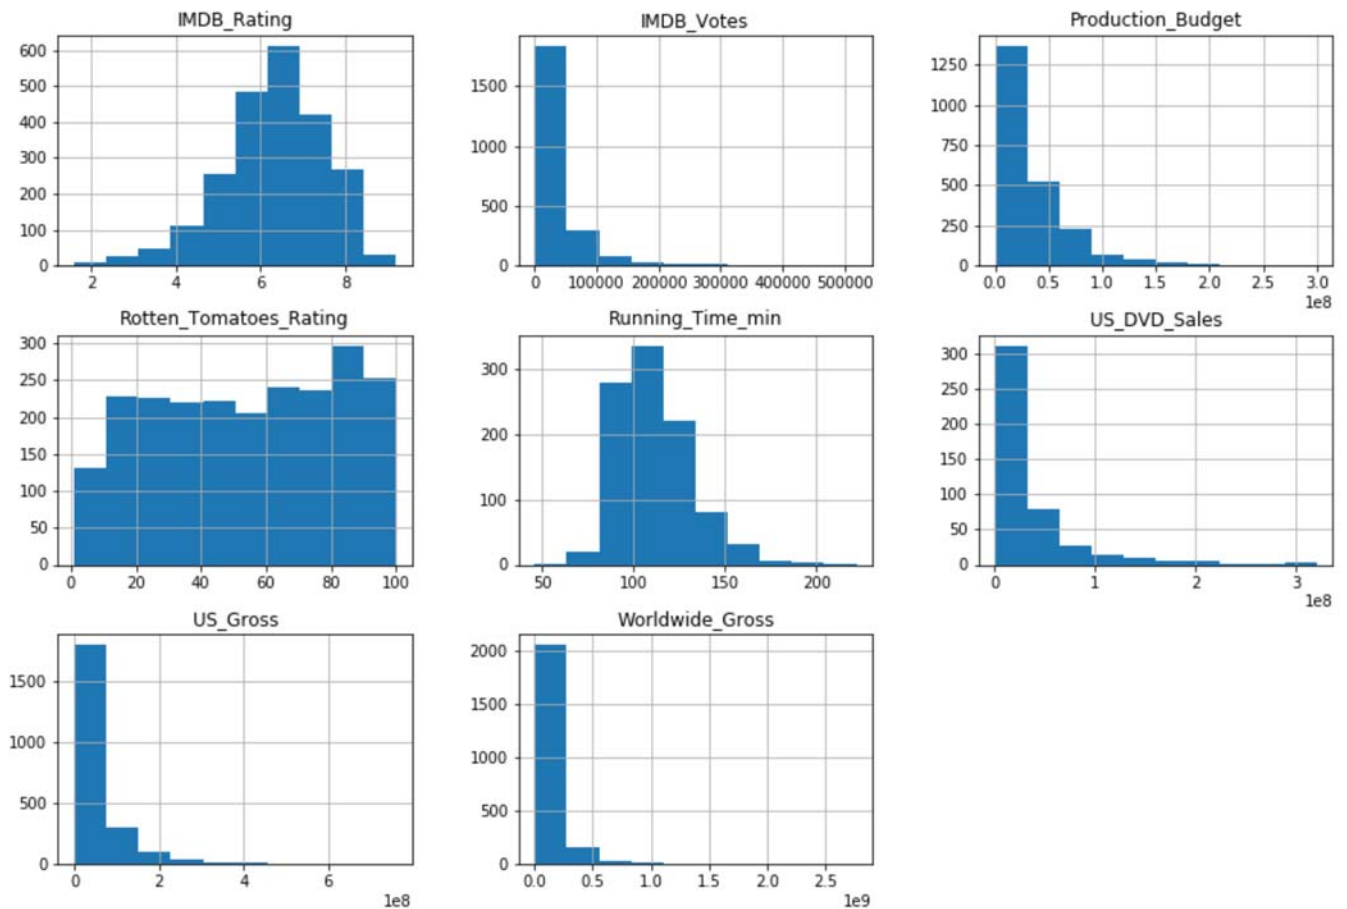 IMDB_Rating
600
500
400
300
200
100
0
2 4 6 8
IMDB_Votes
1500
1000
500
0
0 100000 200000 300000 400000 500000
Production_Budget
1250
1000
750
500
250
0
0.0 0.5 1.0 1.5 2.0 2.5 3.0
1e8
Rotten_Tomatoes_Rating
300
250
200
150
100
50
0
0 20 40 60 80 100
Running_Time_min
300
200
100
0
50 100 150 200
US_DVD_Sales
300
250
200
150
100
50
0
0 1 2 3
1e8
US_Gross
1500
1000
500
0
0 2 4 6
1e8
Worldwide_Gross
2000
1500
1000
500
0
0.0 0.5 1.0 1.5 2.0 2.5
1e9